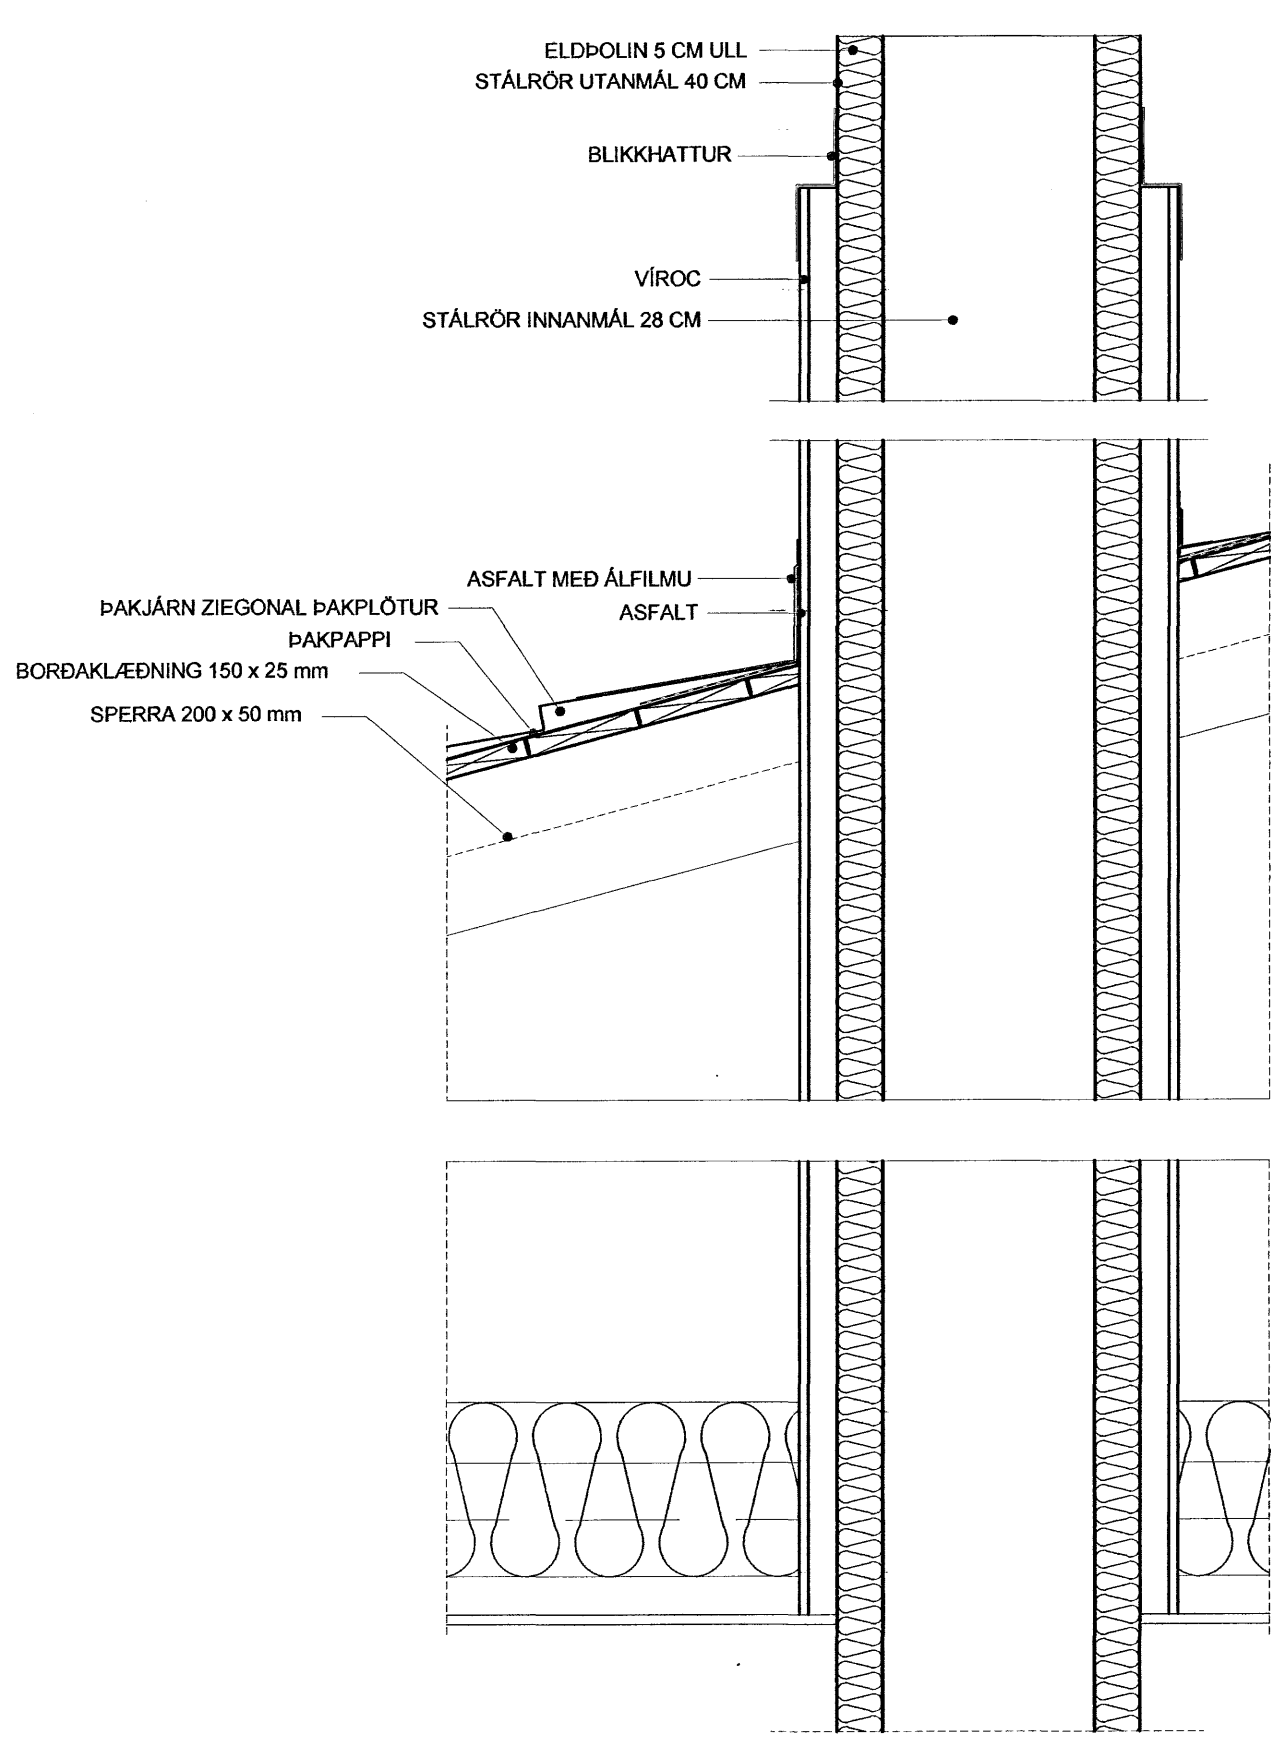 ELDÞOLIN 5 CM ULL
STÁLRÖR UTANMÁL 40 CM
BLIKKHATTUR
VÍROC
STÁLRÖR INNANMÁL 28 CM
ASFALT MEÐ ÁLFILMU
ÞAKJÁRN ZIEGONAL ÞAKPLÖTUR
ASFALT
ÞAKPAPPI
BORÐAKLÆÐNING 150 x 25 mm
SPERRA 200 x 50 mm